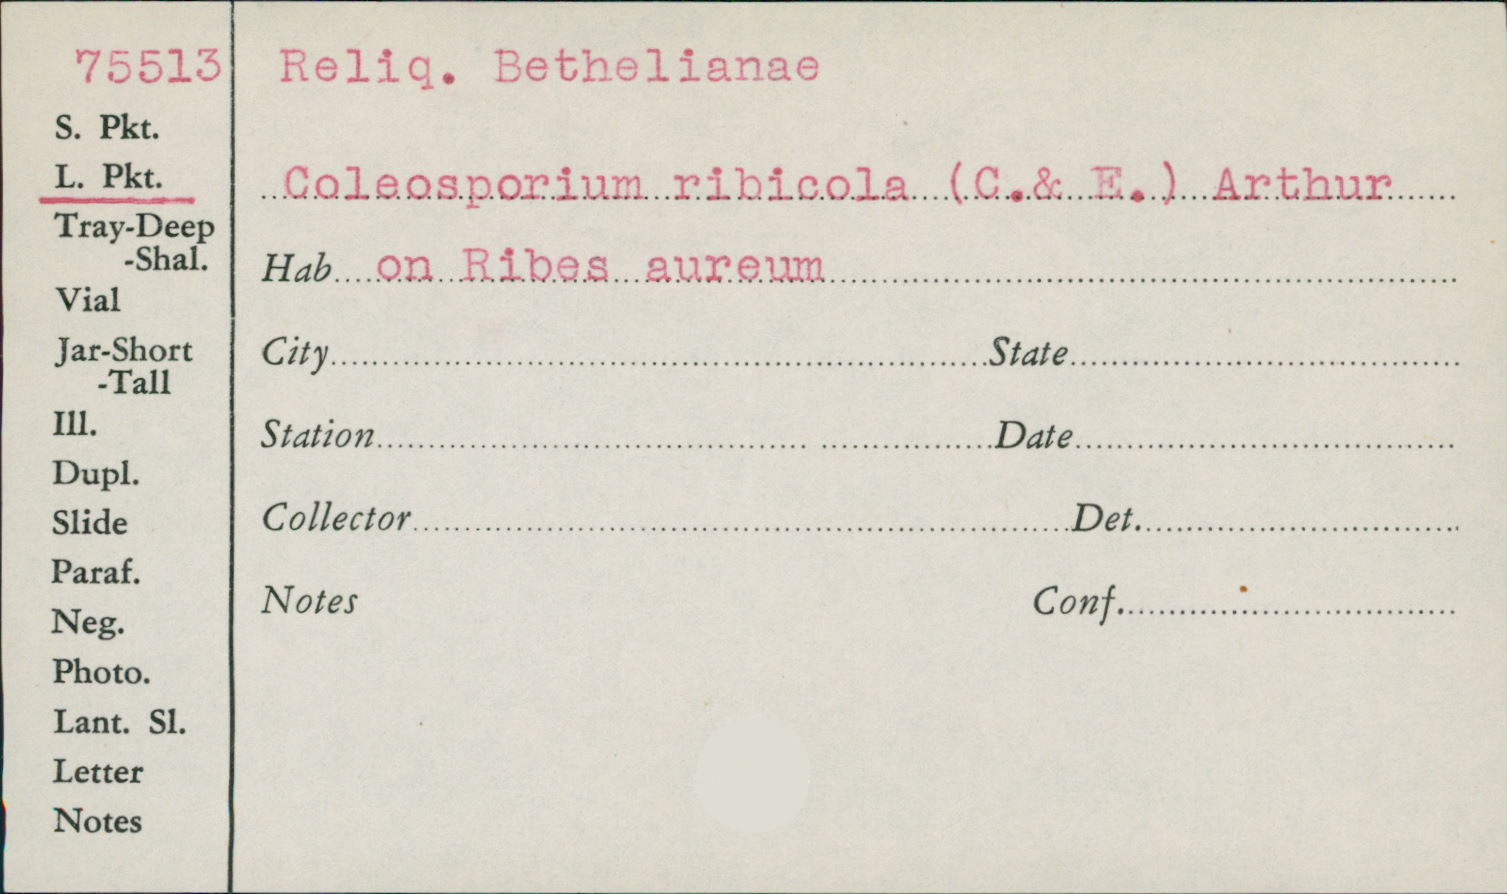 75513
Reliq. Bethelianae
S. Pkt.
L. Pkt.
Coleosporium ribicola (C.& E.) Arthur
Tray-Deep
-Shal.
Hab on Ribes aureum
Vial
Jar-Short
-Tall
City State
Ill.
Station Date
Dupl.
Slide
Collector Det.
Paraf.
Neg.
Notes Conf.
Photo.
Lant. Sl.
Letter
Notes